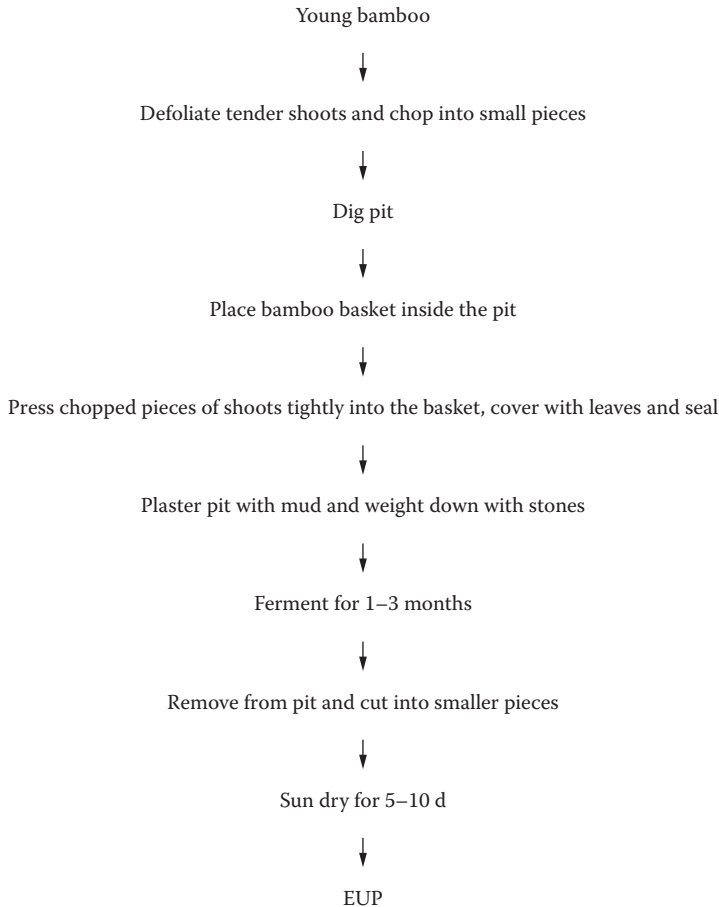 Young bamboo
Defoliate tender shoots and chop into small pieces
Dig pit
Place bamboo basket inside the pit
Press chopped pieces of shoots tightly into the basket, cover with leaves and seal
Plaster pit with mud and weight down with stones
Ferment for 1–3 months
Remove from pit and cut into smaller pieces
Sun dry for 5–10 d
EUP